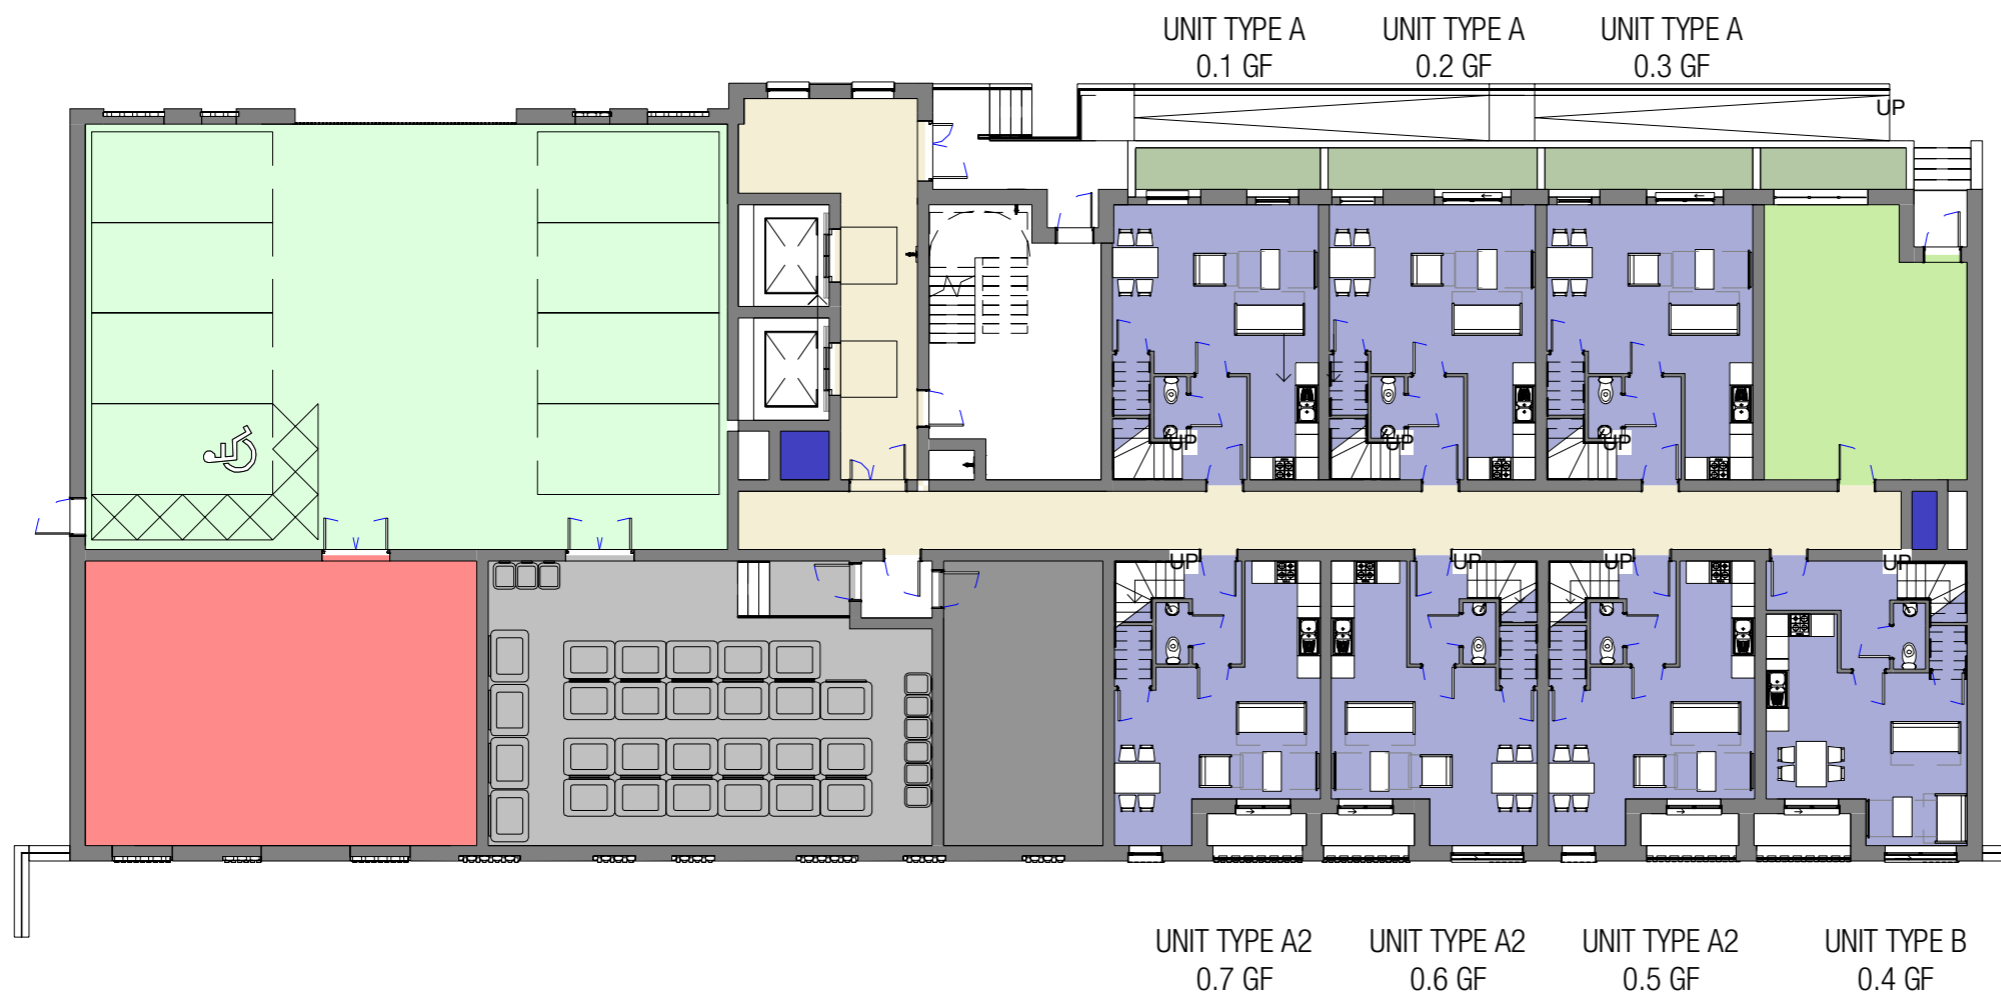 UNIT TYPE A
0.1 GF
UNIT TYPE A
0.2 GF
UNIT TYPE A
0.3 GF
UP
UP
UP
UP
UP
UP
UP
UP
UNIT TYPE A2
0.7 GF
UNIT TYPE A2
0.6 GF
UNIT TYPE A2
0.5 GF
UNIT TYPE B
0.4 GF